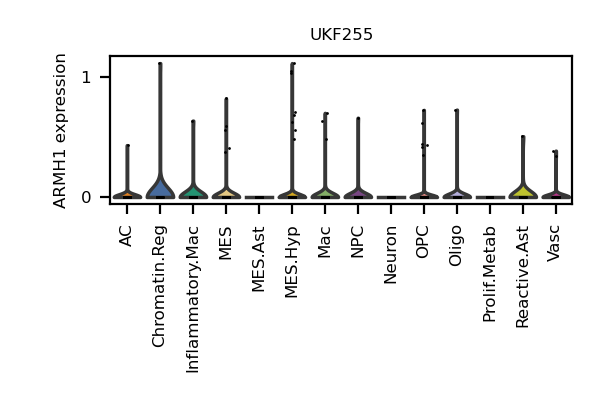 UKF255
ARMH1 expression
1
0
AC
Chromatin.Reg
Inflammatory.Mac
MES
MES.Ast
MES.Hyp
Mac
NPC
Neuron
OPC
Oligo
Prolif.Metab
Reactive.Ast
Vasc